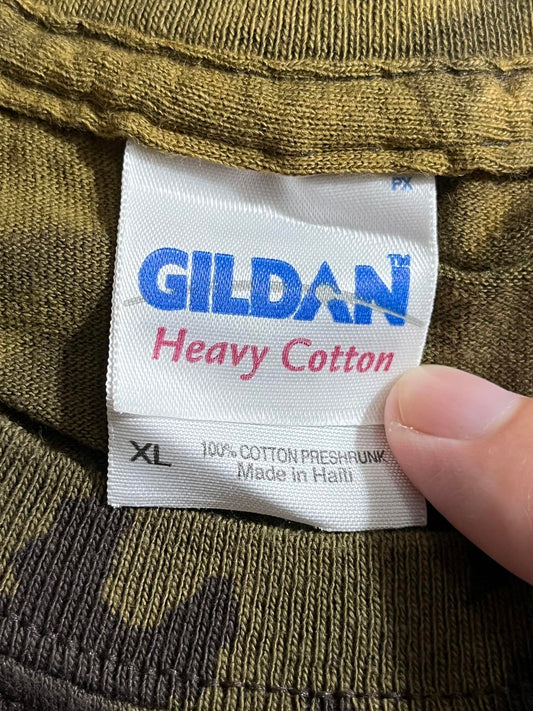 PX
GILDAN™
Heavy Cotton
XL
100% COTTON PRESHRUNK
Made in Haiti